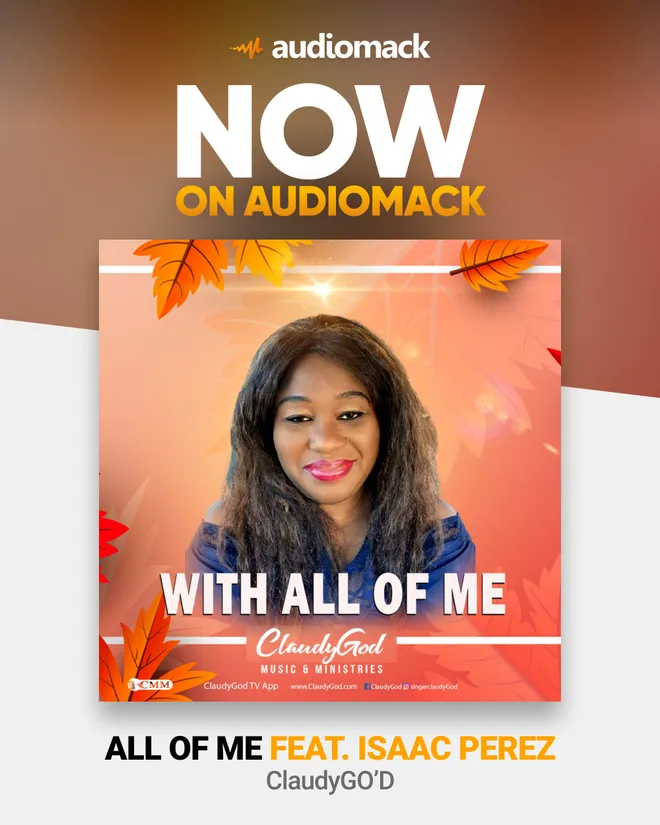 audiomack
NOW
ON AUDIOMACK
WITH ALL OF ME
ClaudyGod
MUSIC & MINISTRIES
CMM
ClaudyGod TV App www.ClaudyGod.com ClaudyGod singerclaudyGod
ALL OF ME FEAT. ISAAC PEREZ
ClaudyGO'D